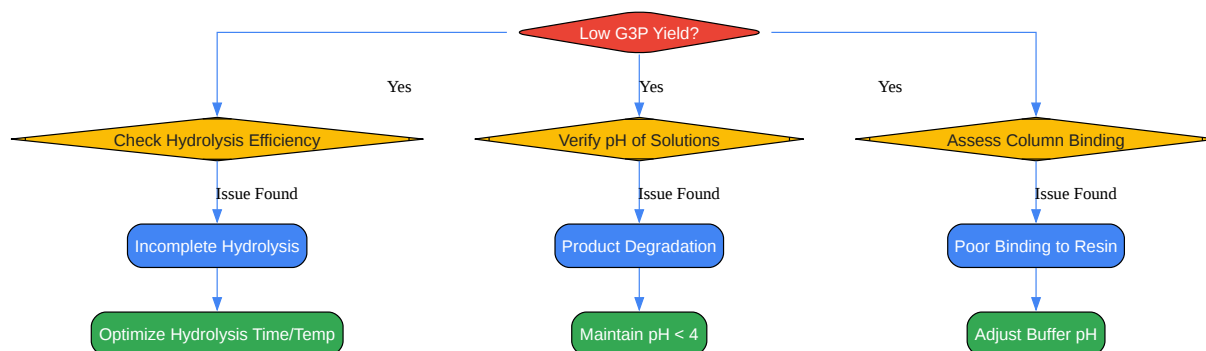 Low G3P Yield?
Yes
Yes
Yes
Check Hydrolysis Efficiency
Verify pH of Solutions
Assess Column Binding
Issue Found
Issue Found
Issue Found
Incomplete Hydrolysis
Product Degradation
Poor Binding to Resin
Optimize Hydrolysis Time/Temp
Maintain pH < 4
Adjust Buffer pH